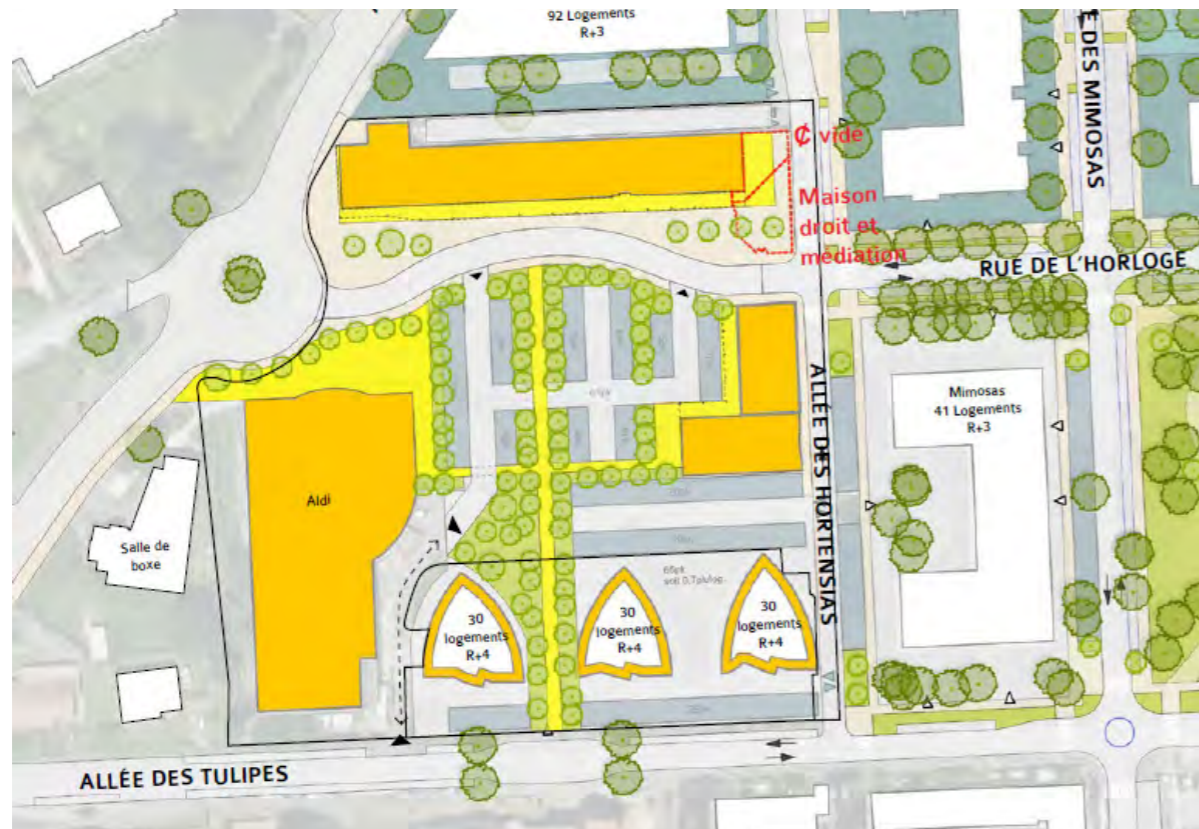 92 Logements
R+3
E DES MIMOSAS
₵ vide
Maison
droit et
médiation
RUE DE L'HORLOGE
ALLÉE DES HORTENSIAS
Mimosas
41 Logements
R+3
Aldi
Salle de
boxe
30
logements
R+4
30
logements
R+4
30
logements
R+4
ALLÉE DES TULIPES